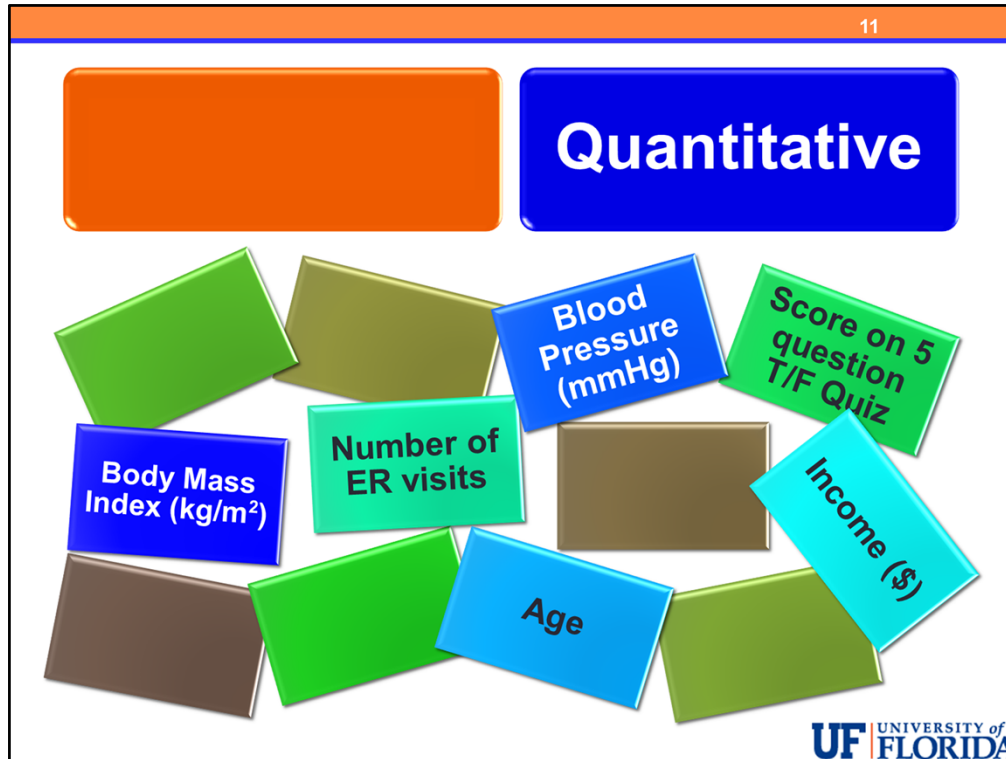 11
Quantitative
Blood
Pressure
(mmHg)
Score on 5
question
T/F Quiz
Body Mass
Index (kg/m²)
Number of
ER visits
Income ($)
Age
UF UNIVERSITY of
FLORIDA